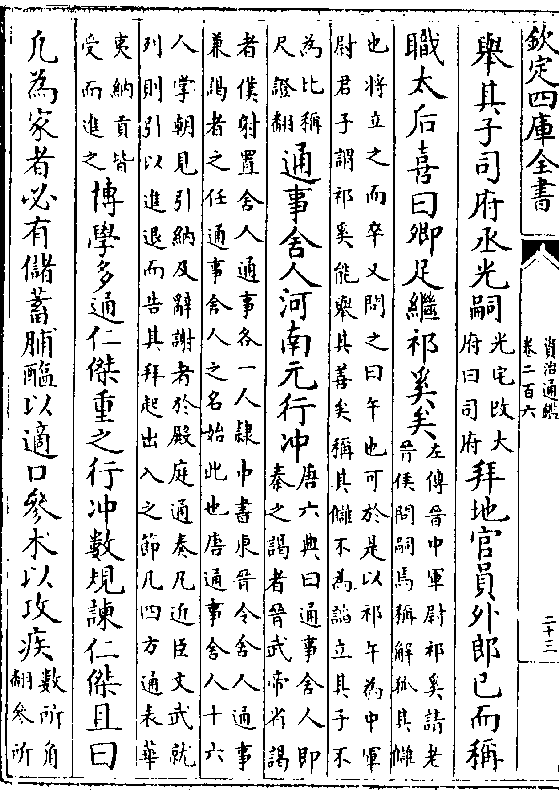 欽定四庫全書
資治通鑑
卷二百六
二十三
舉其子司府丞光嗣
光宅改大
府曰司府
拜地官員外郎已而稱
職太后喜曰卿足繼祁奚矣
左傳晉中軍尉祁奚請老
晉侯問嗣焉稱解狐其讎
也將立之而卒又問之曰午也可於是以祁午為中軍
尉君子謂祁奚能舉其善矣稱其讎不為諂立其子不
為比稱
尺證翻
通事舍人河南元行冲
唐六典曰通事舍人即
秦之謁者晉武帝省謁
者僕射置舍人通事各一人隷中書東晉令舍人通事
兼謁者之任通事舍人之名始此也唐通事舍人十六
人掌朝見引納及辭謝者於殿庭通奏凡近臣文武就
列則引以進退而告其拜起出入之節凡四方通表華
夷納貢皆
受而進之
博學多通仁傑重之行冲數規諫仁傑且曰
凡為家者必有儲蓄脯醢以適口參术以攻疾
數所角
翻參所